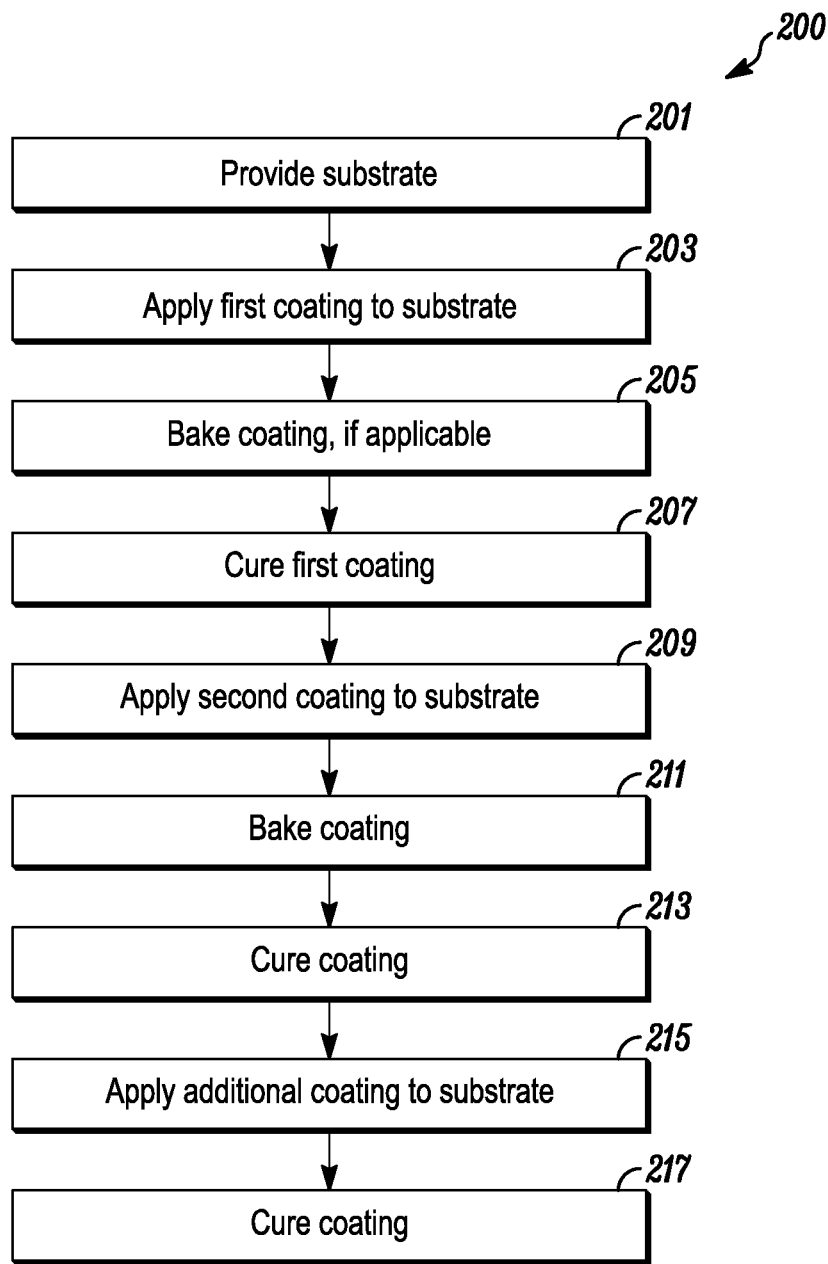 200
201
Provide substrate
203
Apply first coating to substrate
205
Bake coating, if applicable
207
Cure first coating
209
Apply second coating to substrate
211
Bake coating
213
Cure coating
215
Apply additional coating to substrate
217
Cure coating